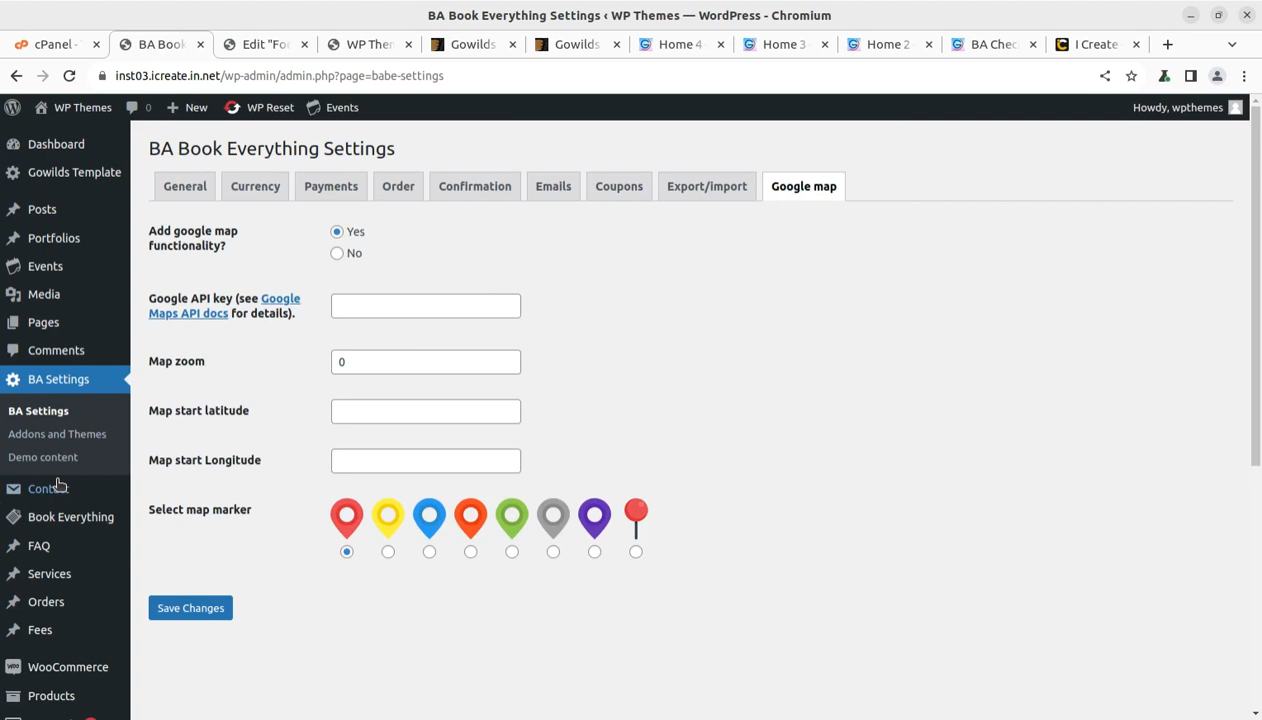 BA Book Everything Settings ‹ WP Themes — WordPress - Chromium
cPanel -
BA Book
Edit "Foo
WP Them
Gowilds
Gowilds
Home 4 -
Home 3 -
Home 2 -
BA Chec
I Create -
inst03.icreate.in.net/wp-admin/admin.php?page=babe-settings
WP Themes
0
New
WP Reset
Events
Howdy, wpthemes
Dashboard
Gowilds Template
Posts
Portfolios
Events
Media
Pages
Comments
BA Settings
BA Settings
Addons and Themes
Demo content
Book Everything
FAQ
Services
Orders
Fees
WooCommerce
Products
BA Book Everything Settings
General
Currency
Payments
Order
Confirmation
Emails
Coupons
Export/import
Google map
Add google map
functionality?
Yes
No
Google API key (see Google
Maps API docs for details).
Map zoom
0
Map start latitude
Map start Longitude
Select map marker
Save Changes